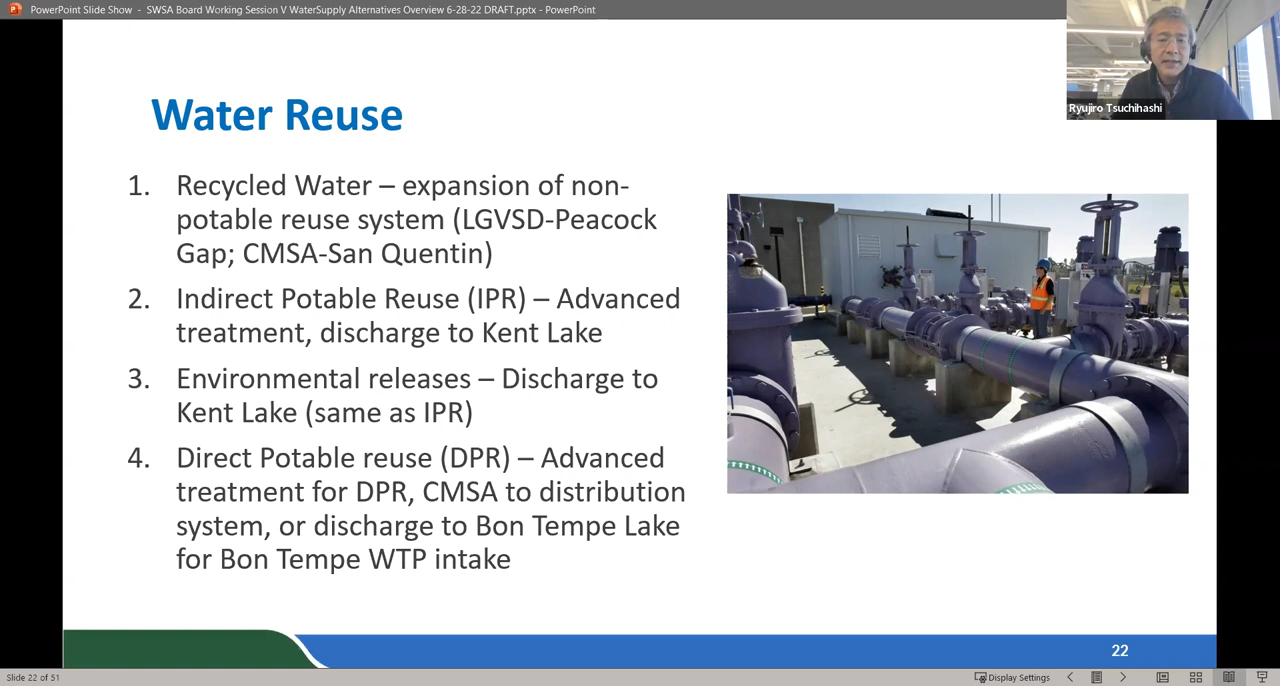 PowerPoint Slide Show - SWSA Board Working Session V WaterSupply Alternatives Overview 6-28-22 DRAFT.pptx - PowerPoint
Ryujiro Tsuchihashi
Water Reuse
1. Recycled Water – expansion of non-
potable reuse system (LGVSD-Peacock
Gap; CMSA-San Quentin)
2. Indirect Potable Reuse (IPR) – Advanced
treatment, discharge to Kent Lake
3. Environmental releases – Discharge to
Kent Lake (same as IPR)
4. Direct Potable reuse (DPR) – Advanced
treatment for DPR, CMSA to distribution
system, or discharge to Bon Tempe Lake
for Bon Tempe WTP intake
22
Slide 22 of 51
Display Settings